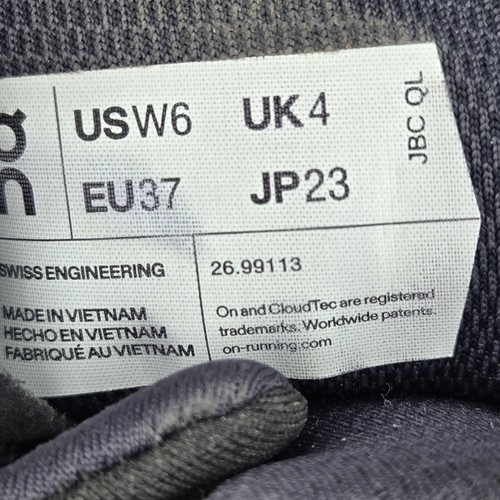 US W6 UK 4
EU 37 JP 23
JBC QL
SWISS ENGINEERING
26.99113
MADE IN VIETNAM
HECHO EN VIETNAM
FABRIQUÉ AU VIETNAM
On and CloudTec are registered
trademarks. Worldwide patents.
on-running.com